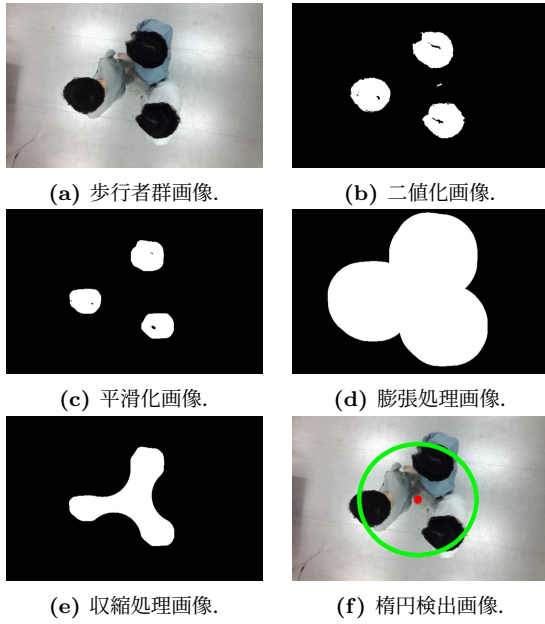 (a) 歩行者群画像.
(b) 二値化画像.
(c) 平滑化画像.
(d) 膨張処理画像.
(e) 収縮処理画像.
(f) 楕円検出画像.